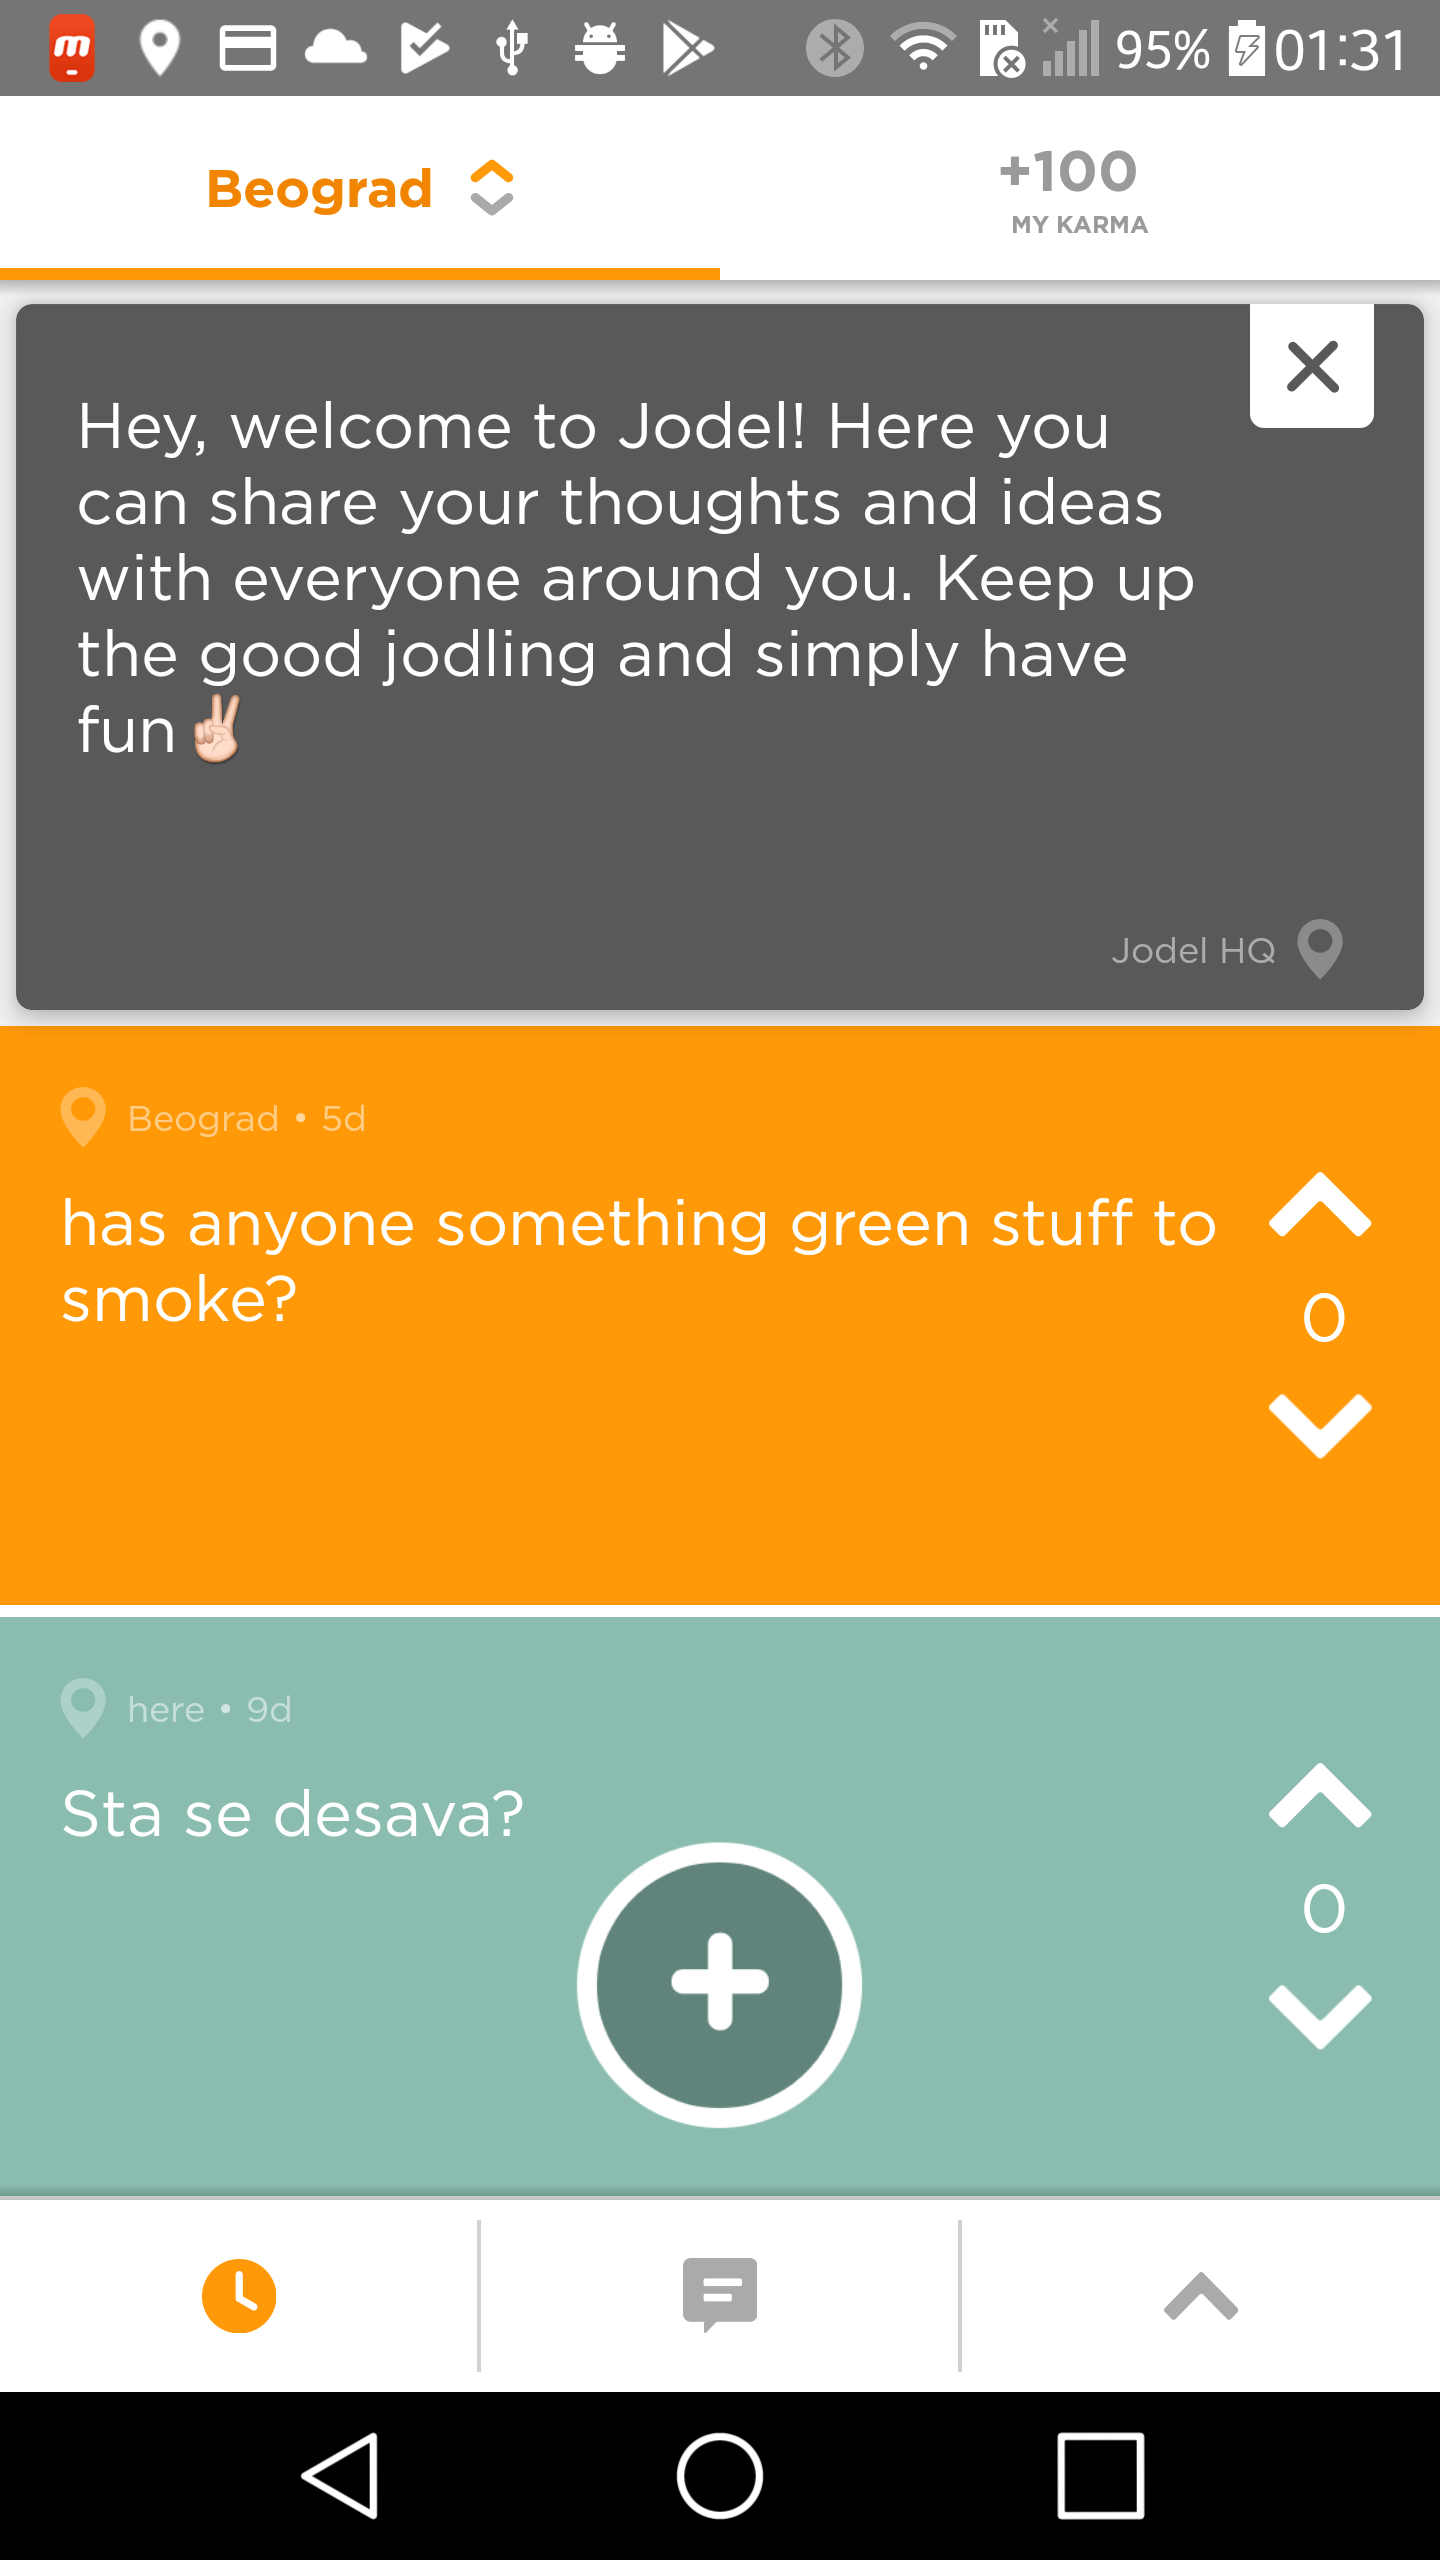 95% 01:31
Beograd
+100
MY KARMA
Hey, welcome to Jodel! Here you
can share your thoughts and ideas
with everyone around you. Keep up
the good jodling and simply have
fun✌🏻
Jodel HQ
Beograd • 5d
has anyone something green stuff to
smoke?
0
here • 9d
Sta se desava?
0